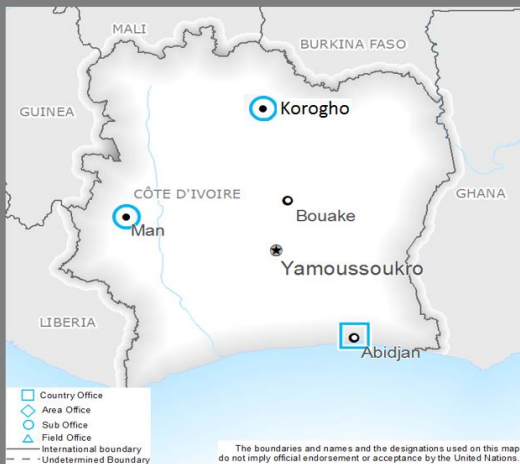 MALI
BURKINA FASO
GUINEA
Korogho
CÔTE D'IVOIRE
GHANA
Man
Bouake
Yamoussoukro
LIBERIA
Abidjan
Country Office
Area Office
Sub Office
Field Office
International boundary
Undetermined Boundary
The boundaries and names and the designations used on this map
do not imply official endorsement or acceptance by the United Nations.